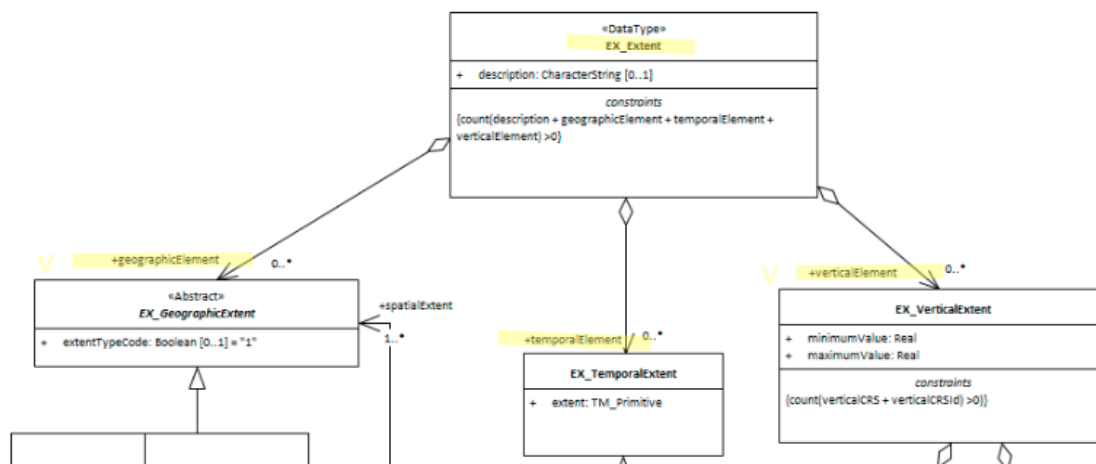 «DataType»
EX_Extent
+ description: CharacterString [0..1]
constraints
{count(description + geographicElement + temporalElement +
verticalElement) >0}
V +geographicElement 0..*
«Abstract»
EX_GeographicExtent
+ extentTypeCode: Boolean [0..1] = "1"
+spatialExtent
1..*
+temporalElement 0..*
EX_TemporalExtent
+ extent: TM_Primitive
V +verticalElement 0..*
EX_VerticalExtent
+ minimumValue: Real
+ maximumValue: Real
constraints
{count(verticalCRS + verticalCRSId) >0)}